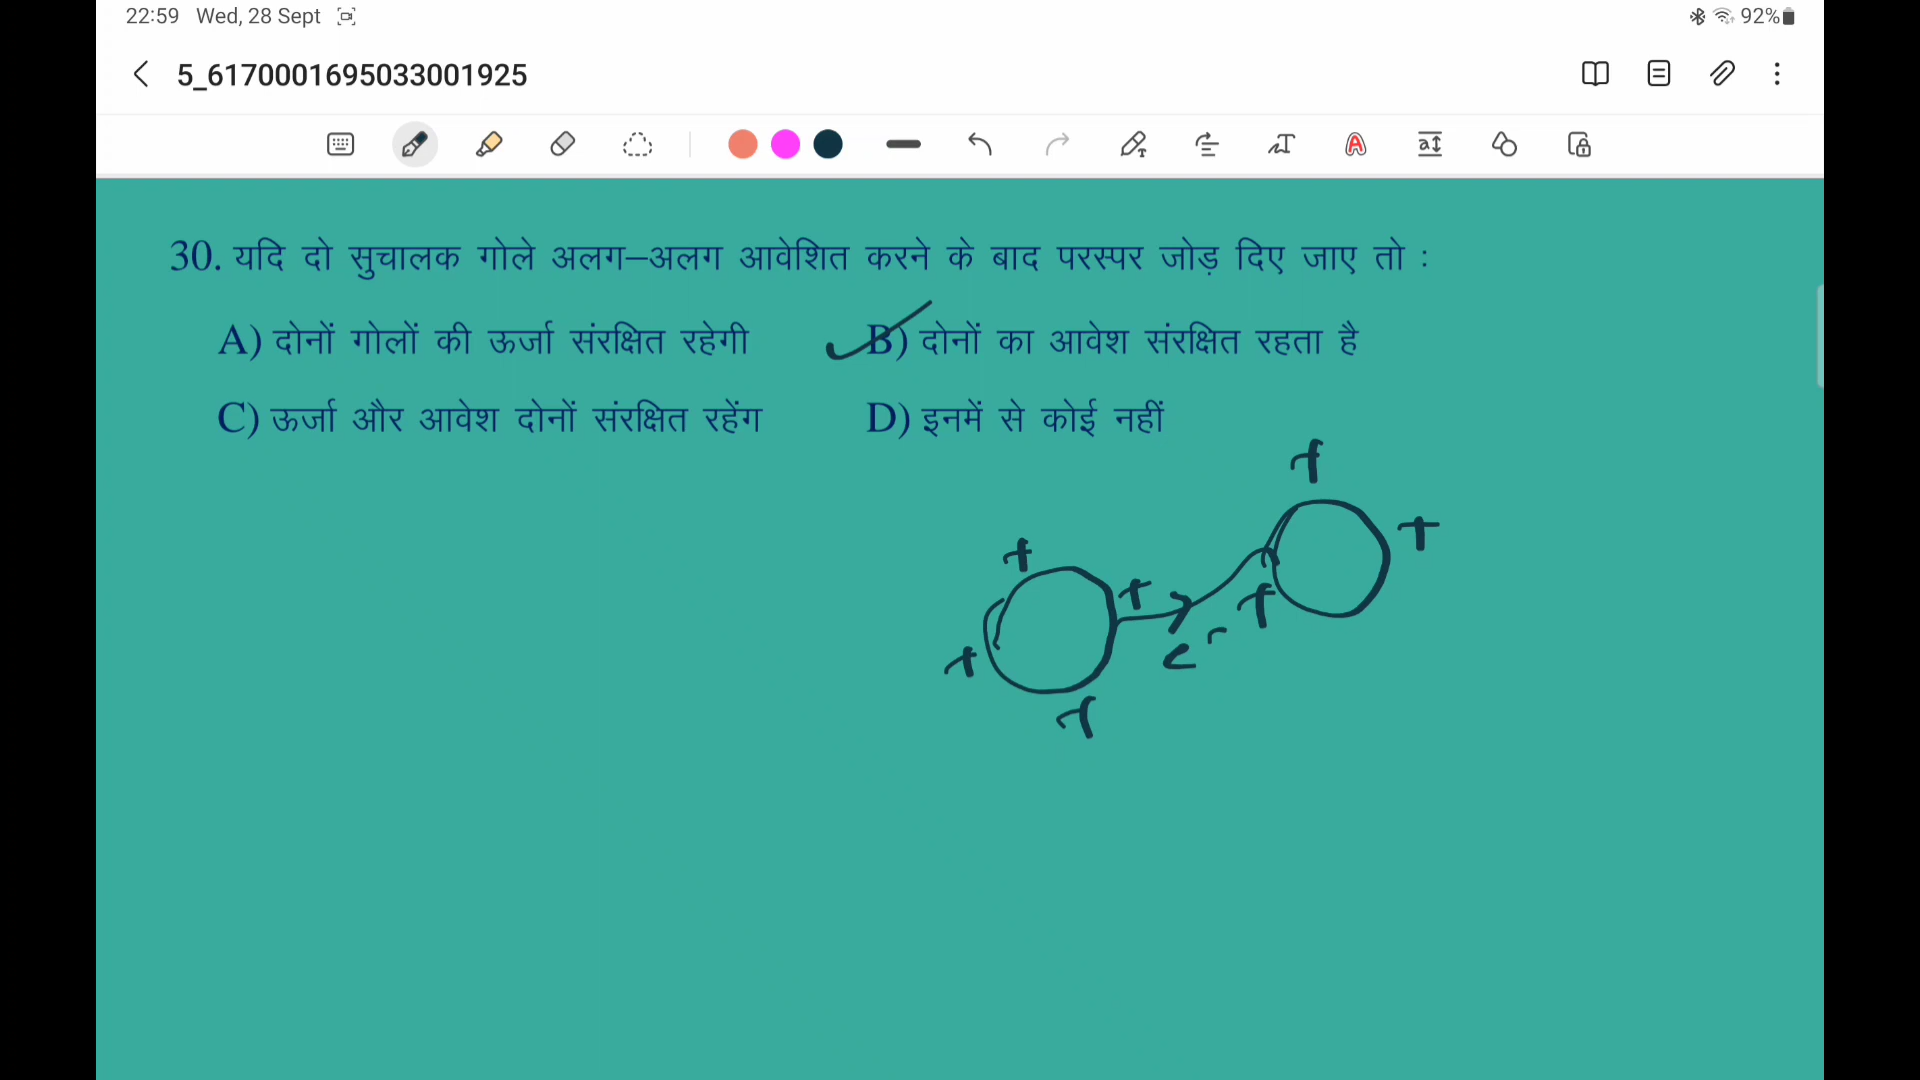 22:59 Wed, 28 Sept 92%
5_6170001695033001925
30. यदि दो सुचालक गोले अलग–अलग आवेशित करने के बाद परस्पर जोड़ दिए जाए तो :
A) दोनों गोलों की ऊर्जा संरक्षित रहेगी B) दोनों का आवेश संरक्षित रहता है
C) ऊर्जा और आवेश दोनों संरक्षित रहेंग D) इनमें से कोई नहीं
+ +
+ + +
+ e-
+